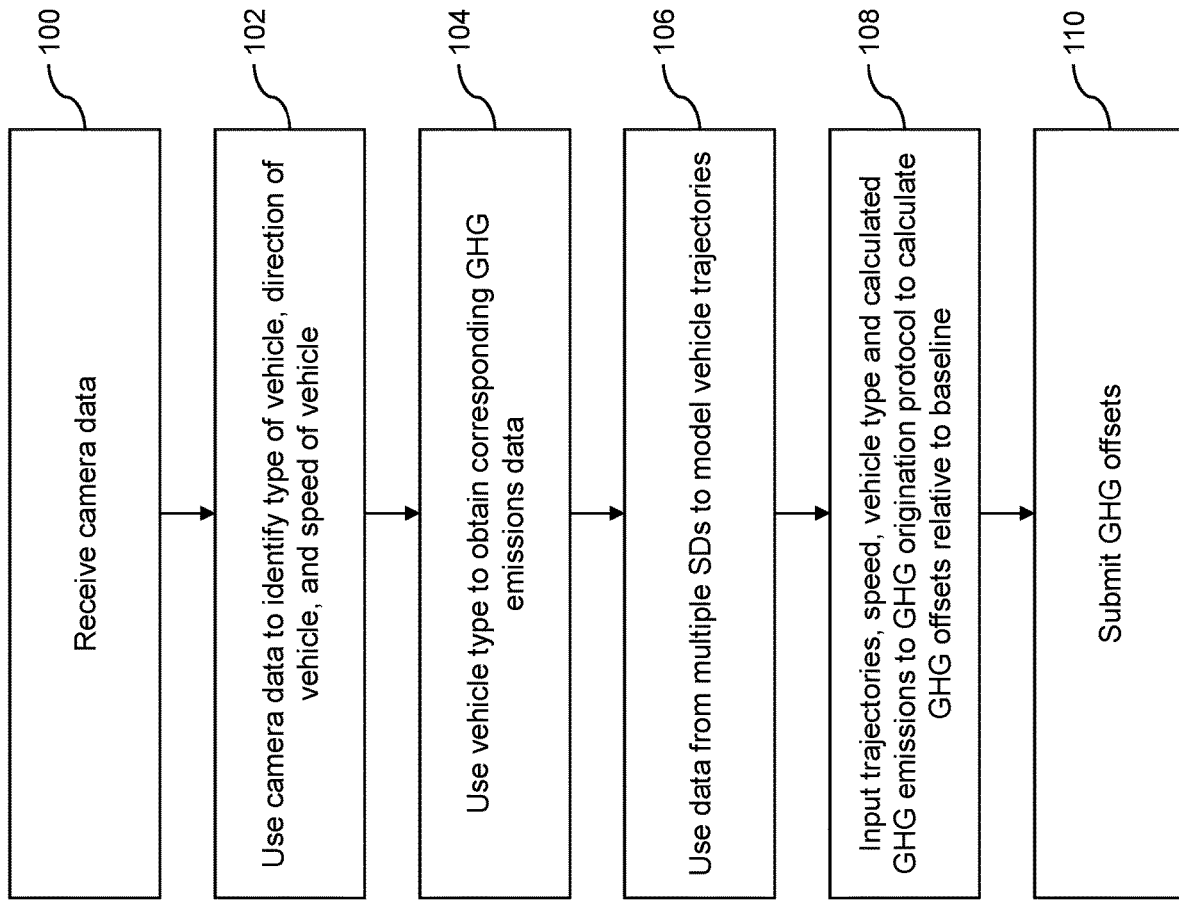 100
Receive camera data
102
Use camera data to identify type of vehicle, direction of
vehicle, and speed of vehicle
104
Use vehicle type to obtain corresponding GHG
emissions data
106
Use data from multiple SDs to model vehicle trajectories
108
Input trajectories, speed, vehicle type and calculated
GHG emissions to GHG origination protocol to calculate
GHG offsets relative to baseline
110
Submit GHG offsets